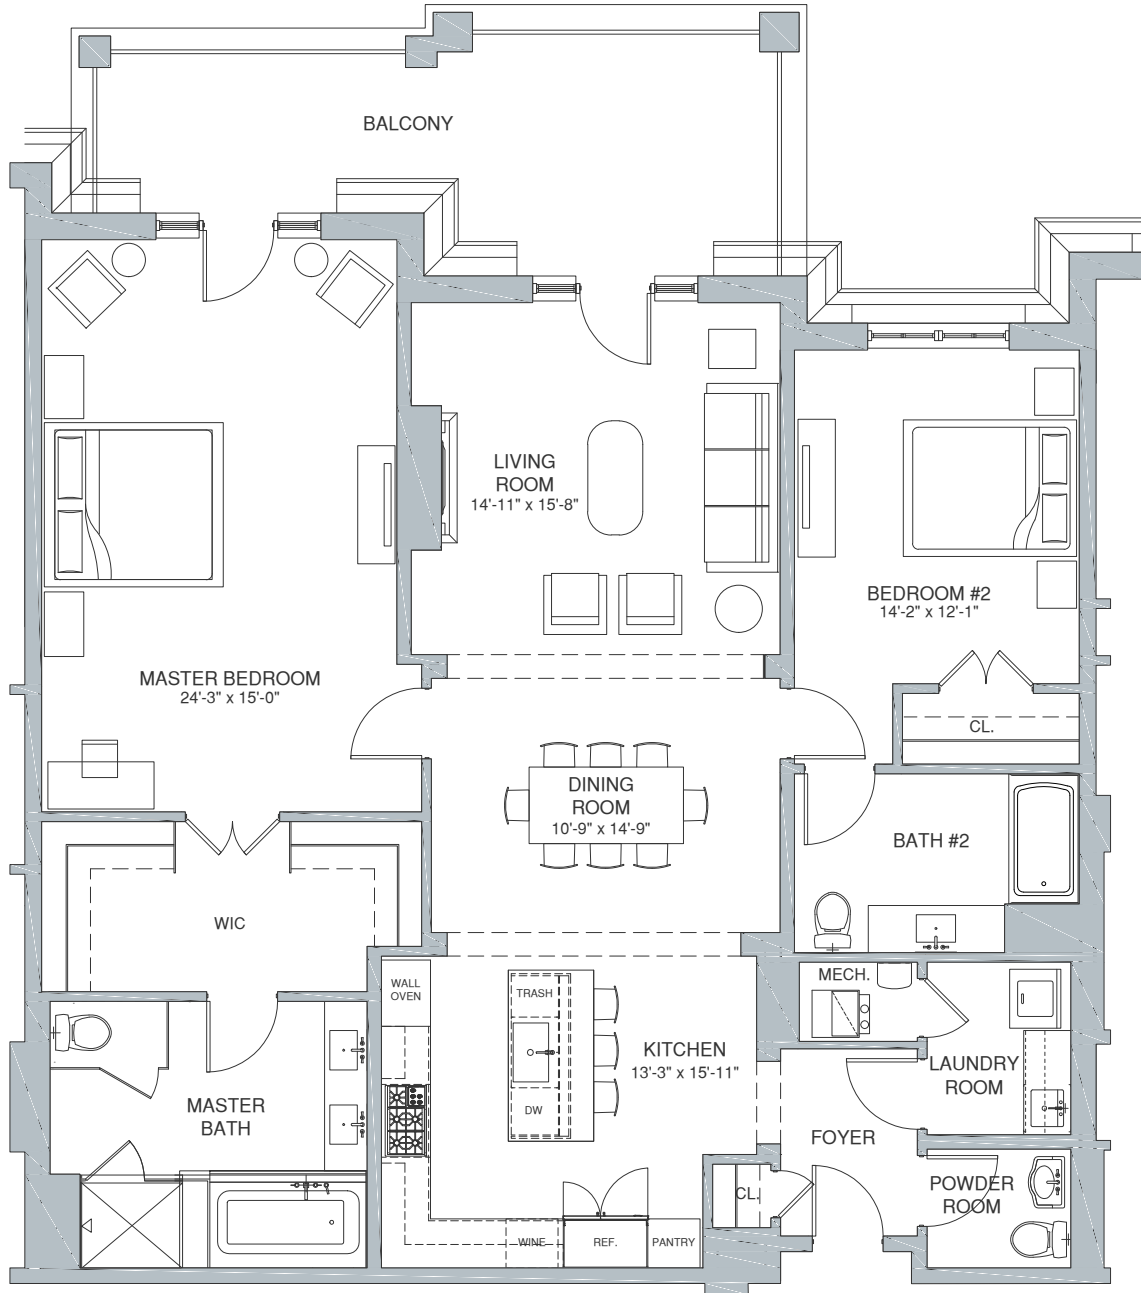 BALCONY
LIVING
ROOM
14'-11" x 15'-8"
BEDROOM #2
14'-2" x 12'-1"
MASTER BEDROOM
24'-3" x 15'-0"
CL.
DINING
ROOM
10'-9" x 14'-9"
BATH #2
WIC
WALL
OVEN
TRASH
MECH.
KITCHEN
13'-3" x 15'-11"
LAUNDRY
ROOM
MASTER
BATH
DW
FOYER
POWDER
ROOM
CL.
WINE
REF.
PANTRY